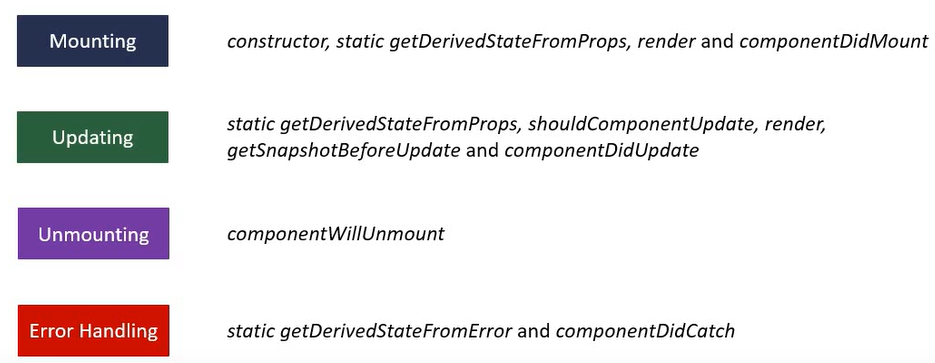 Mounting
constructor, static getDerivedStateFromProps, render and componentDidMount
Updating
static getDerivedStateFromProps, shouldComponentUpdate, render,
getSnapshotBeforeUpdate and componentDidUpdate
Unmounting
componentWillUnmount
Error Handling
static getDerivedStateFromError and componentDidCatch